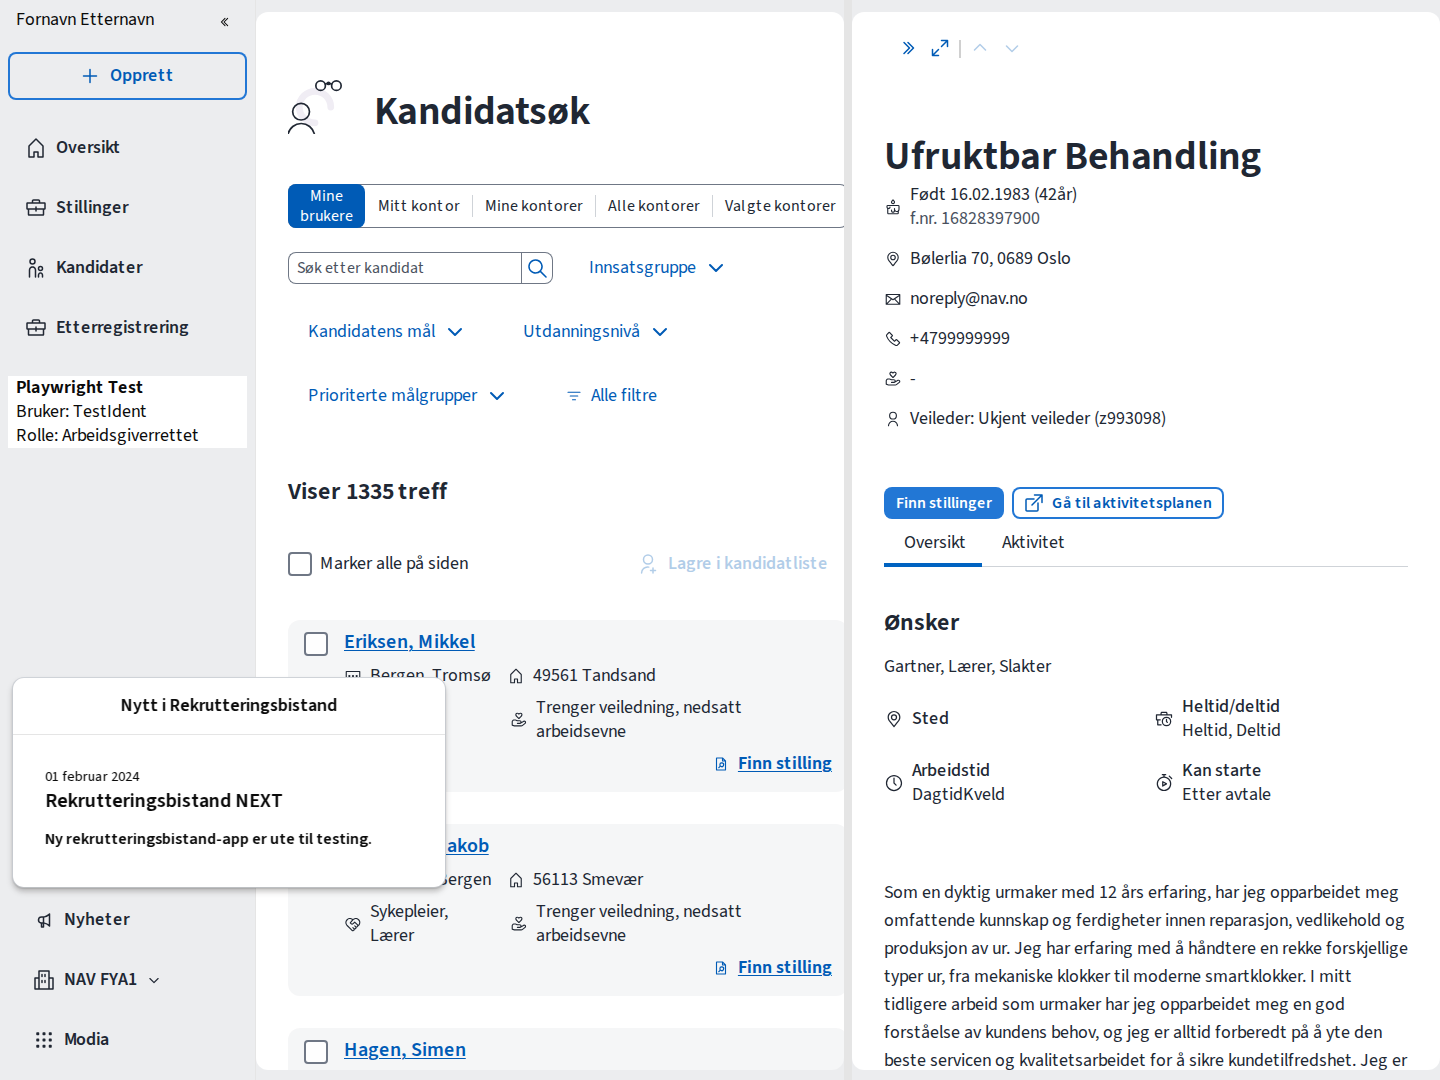 Fornavn Etternavn
Opprett
Oversikt
Stillinger
Kandidater
Etterregistrering
Playwright Test
Bruker: TestIdent
Rolle: Arbeidsgiverrettet
Nytt i Rekrutteringsbistand
01 februar 2024
Rekrutteringsbistand NEXT
Ny rekrutteringsbistand-app er ute til testing.
Nyheter
NAV FYA1
Media
Kandidatsøk
Mine brukere
Mitt kontor
Mine kontorer
Alle kontorer
Valgte kontorer
Søk etter kandidat
Innsatsgruppe
Kandidatens mål
Utdanningsnivå
Prioriterte målgrupper
Alle filtre
Viser 1335 treff
Marker alle på siden
Lagre i kandidatliste
Eriksen, Mikkel
Bergen, Tromsø
49561 Tandsand
Trenger veiledning, nedsatt
arbeidsevne
Finn stilling
akob
Bergen
56113 Smevær
Sykepleier,
Lærer
Trenger veiledning, nedsatt
arbeidsevne
Finn stilling
Hagen, Simen
Ufruktbar Behandling
Født 16.02.1983 (42år)
f.nr. 16828397900
Bølerlia 70, 0689 Oslo
noreply@nav.no
+4799999999
-
Veileder: Ukjent veileder (z993098)
Finn stillinger
Gå til aktivitetsplanen
Oversikt
Aktivitet
Ønsker
Gartner, Lærer, Slakter
Sted
Heltid/deltid
Heltid, Deltid
Arbeidstid
DagtidKveld
Kan starte
Etter avtale
Som en dyktig urmaker med 12 års erfaring, har jeg opparbeidet meg
omfattende kunnskap og ferdigheter innen reparasjon, vedlikehold og
produksjon av ur. Jeg har erfaring med å håndtere en rekke forskjellige
typer ur, fra mekaniske klokker til moderne smartklokker. I mitt
tidligere arbeid som urmaker har jeg opparbeidet meg en god
forståelse av kundens behov, og jeg er alltid forberedt på å yte den
beste servicen og kvalitetsarbeidet for å sikre kundetilfredshet. Jeg er